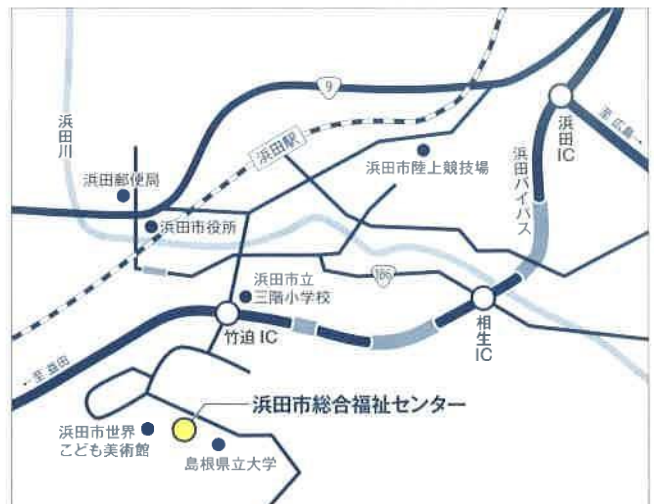 9
浜田川
浜田駅
至 広島→
浜田IC
浜田市陸上競技場
浜田バイパス
浜田郵便局
浜田市役所
浜田市立
三階小学校
186
竹迫 IC
相生IC
←至 益田
浜田市総合福祉センター
浜田市世界
こども美術館
島根県立大学